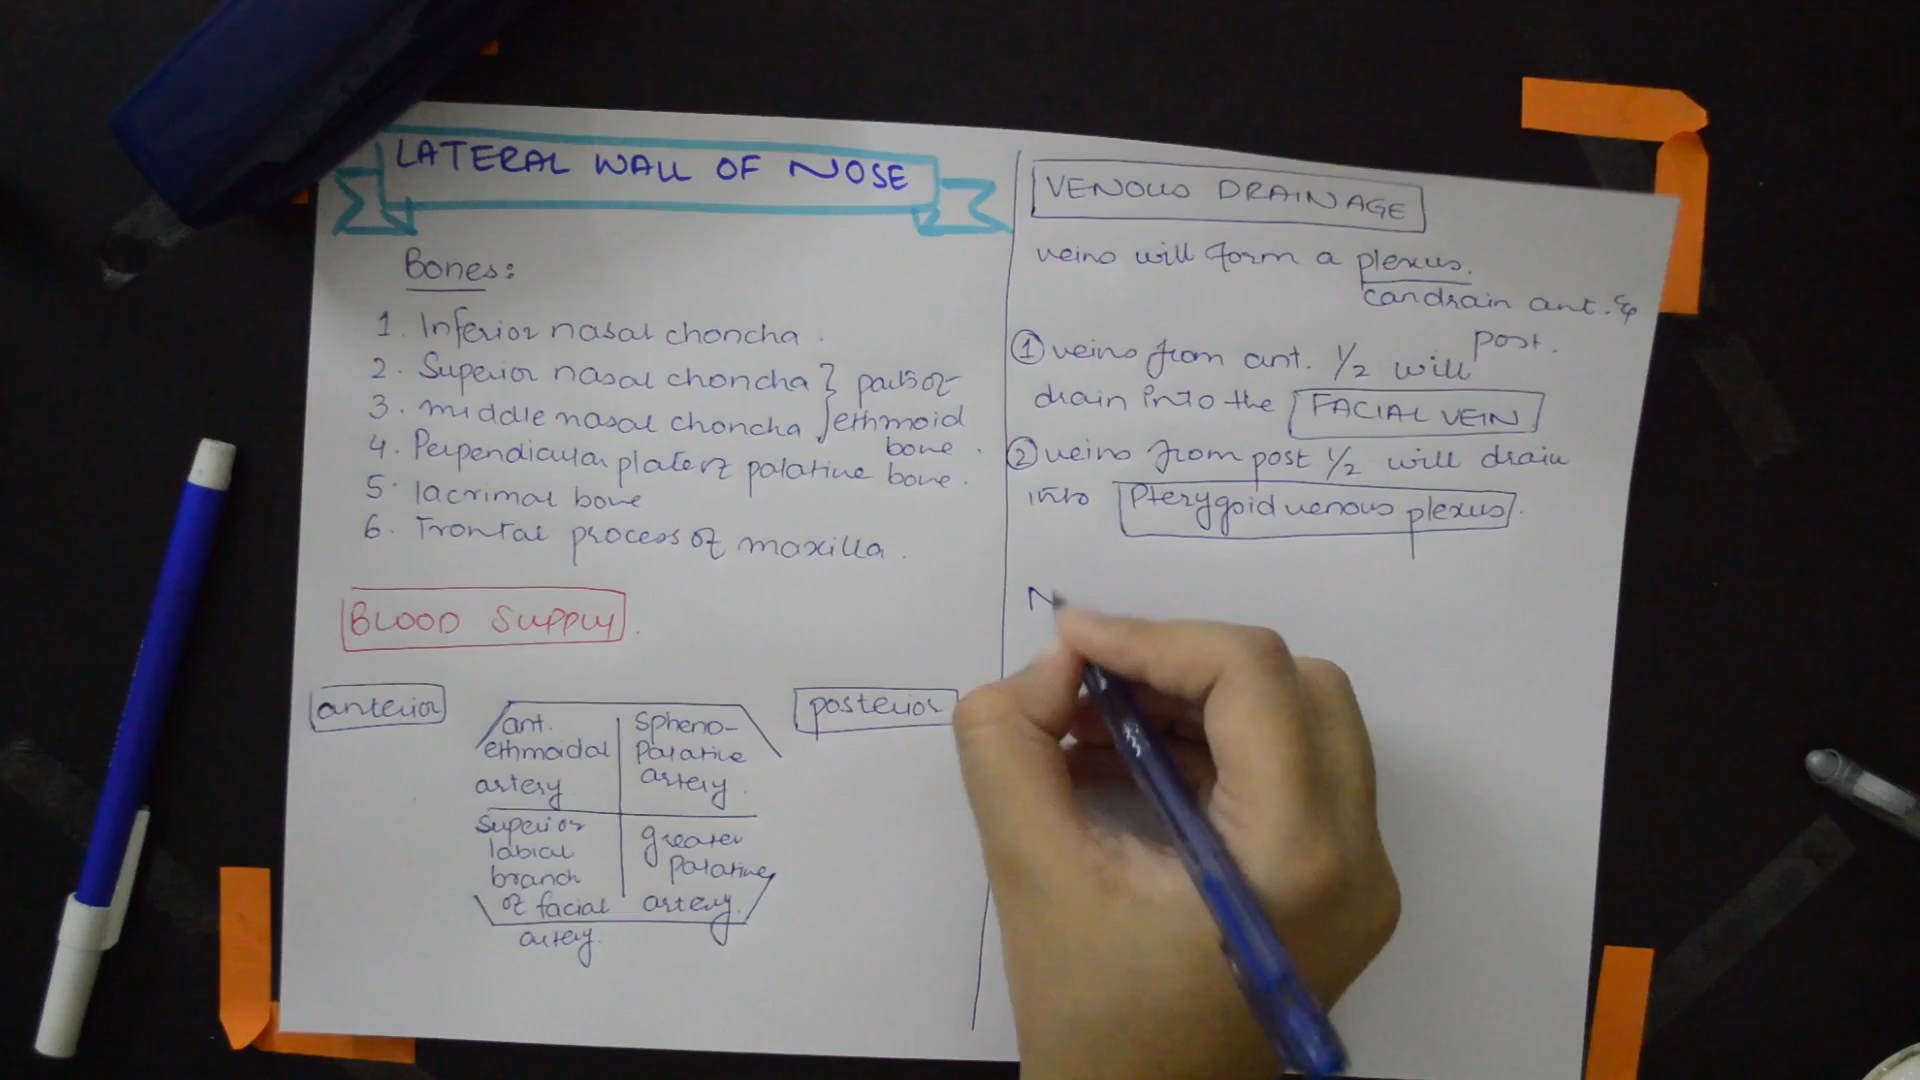 LATERAL WALL OF NOSE
Bones:
1. Inferior nasal choncha.
2. Superior nasal choncha } parts of
3. middle nasal choncha } ethmoid
bone.
4. Perpendicular plate of palatine bone.
5. lacrimal bone
6. Frontal process of maxilla.
BLOOD SUPPLY
anterior
posterior
ant.
ethmoidal
artery
Spheno-
Palatine
artery.
Superior
labial
branch
of facial
artery.
greater
palatine
artery.
VENOUS DRAINAGE
veins will form a plexus.
can drain ant. &
post.
① veins from ant. 1/2 will
drain into the FACIAL VEIN
② veins from post 1/2 will drain
into Pterygoid venous plexus.
N